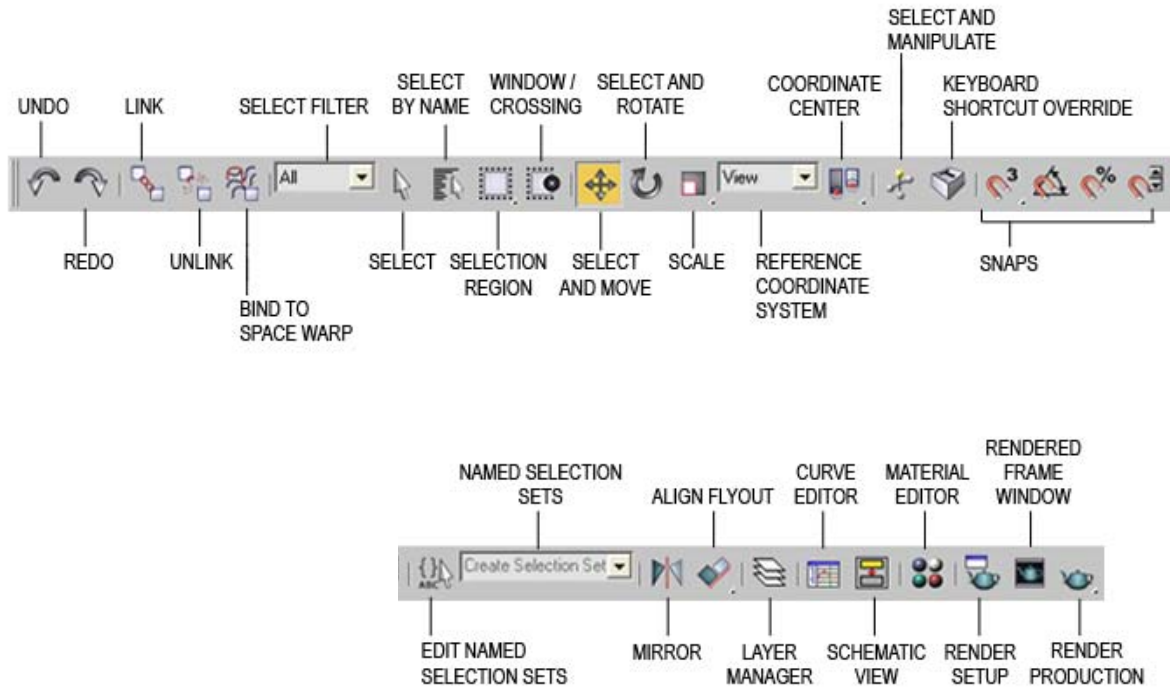 SELECT AND
MANIPULATE
SELECT
BY NAME
WINDOW /
CROSSING
SELECT AND
ROTATE
COORDINATE
CENTER
KEYBOARD
SHORTCUT OVERRIDE
UNDO
LINK
SELECT FILTER
All
View
3
%
REDO
UNLINK
BIND TO
SPACE WARP
SELECT
SELECTION
REGION
SELECT
AND MOVE
SCALE
REFERENCE
COORDINATE
SYSTEM
SNAPS
NAMED SELECTION
SETS
ALIGN FLYOUT
CURVE
EDITOR
MATERIAL
EDITOR
RENDERED
FRAME
WINDOW
{}
ABC
Create Selection Set
EDIT NAMED
SELECTION SETS
MIRROR
LAYER
MANAGER
SCHEMATIC
VIEW
RENDER
SETUP
RENDER
PRODUCTION